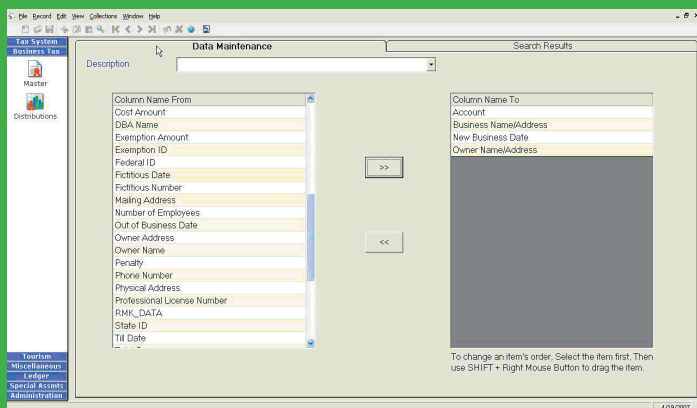 File Record Edit View Collections Window Help
Tax System
Business Tax
Master
Distributions
Tourism
Miscellaneous
Ledger
Special Assmts
Administration
Data Maintenance
Search Results
Description
Column Name From
Cost Amount
DBA Name
Exemption Amount
Exemption ID
Federal ID
Fictitious Date
Fictitious Number
Mailing Address
Number of Employees
Out of Business Date
Owner Address
Owner Name
Penalty
Phone Number
Physical Address
Professional License Number
RMK_DATA
State ID
Till Date
>>
<<
Column Name To
Account
Business Name/Address
New Business Date
Owner Name/Address
To change an item's order, Select the item first, Then
use SHIFT + Right Mouse Button to drag the item.
4/19/2007